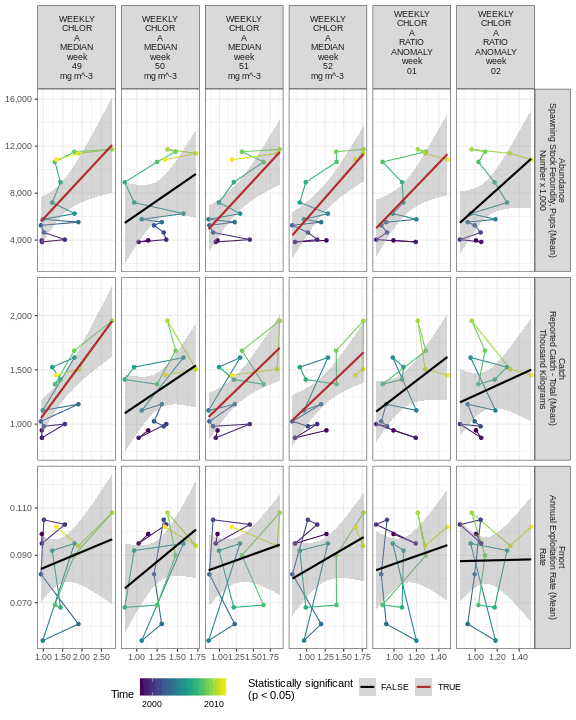 WEEKLY
CHLOR
A
MEDIAN
week
49
mg m^-3
WEEKLY
CHLOR
A
MEDIAN
week
50
mg m^-3
WEEKLY
CHLOR
A
MEDIAN
week
51
mg m^-3
WEEKLY
CHLOR
A
MEDIAN
week
52
mg m^-3
WEEKLY
CHLOR
A
RATIO
ANOMALY
week
01
WEEKLY
CHLOR
A
RATIO
ANOMALY
week
02
16,000
12,000
8,000
4,000
Abundance
Spawning Stock Fecundity, Pups (Mean)
Number x 1,000
2,000
1,500
1,000
Catch
Reported Catch - Total (Mean)
Thousand Kilograms
0.110
0.090
0.070
Fmort
Annual Exploitation Rate (Mean)
Rate
1.00 1.50 2.00 2.50
1.00 1.25 1.50 1.75
1.00 1.25 1.50 1.75
1.00 1.25 1.50 1.75
1.00 1.20 1.40
1.00 1.20 1.40
Time
2000 2010
Statistically significant
(p < 0.05)
FALSE
TRUE